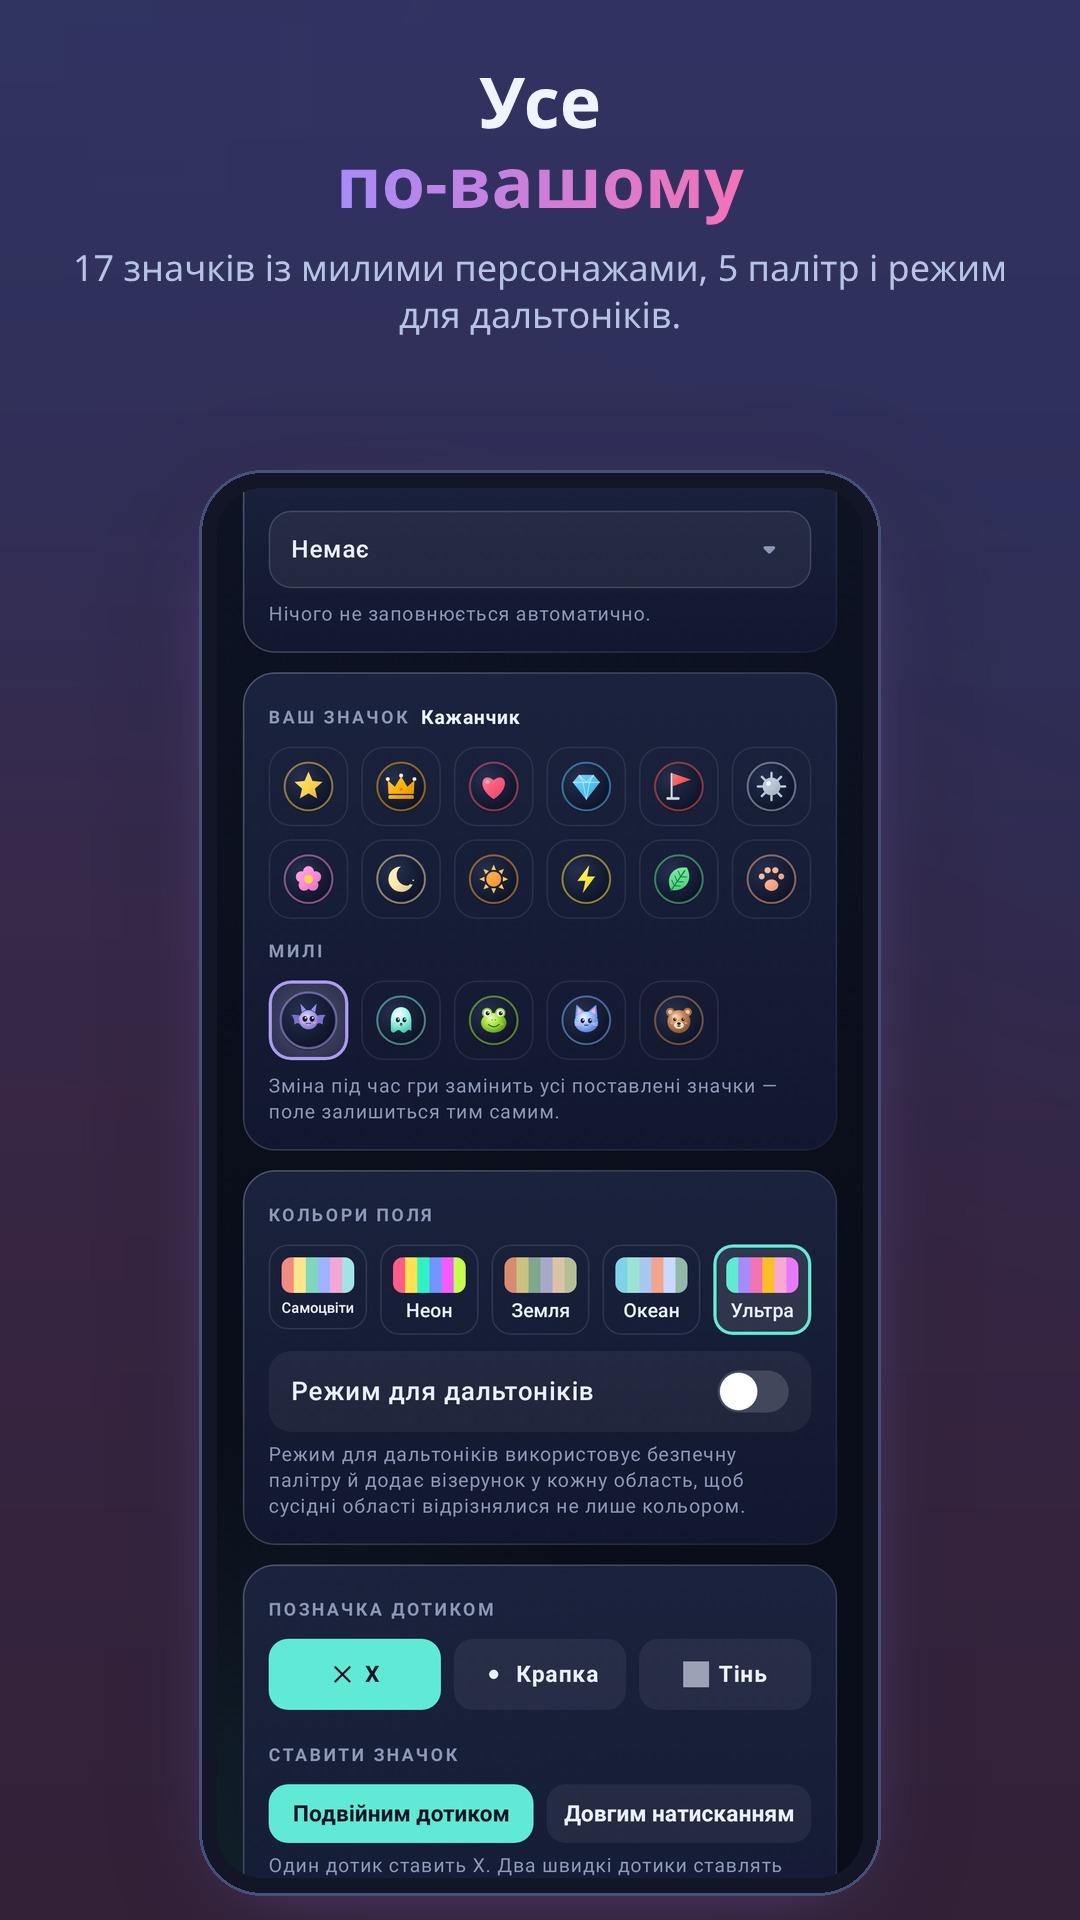 Усе
по-вашому
17 значків із милими персонажами, 5 палітр і режим
для дальтоніків.
Немає
Нічого не заповнюється автоматично.
ВАШ ЗНАЧОК Кажанчик
МИЛІ
Зміна під час гри замінить усі поставлені значки —
поле залишиться тим самим.
КОЛЬОРИ ПОЛЯ
Самоцвіти Неон Земля Океан Ультра
Режим для дальтоніків
Режим для дальтоніків використовує безпечну
палітру й додає візерунок у кожну область, щоб
сусідні області відрізнялися не лише кольором.
ПОЗНАЧКА ДОТИКОМ
X Крапка Тінь
СТАВИТИ ЗНАЧОК
Подвійним дотиком Довгим натисканням
Один дотик ставить X. Два швидкі дотики ставлять